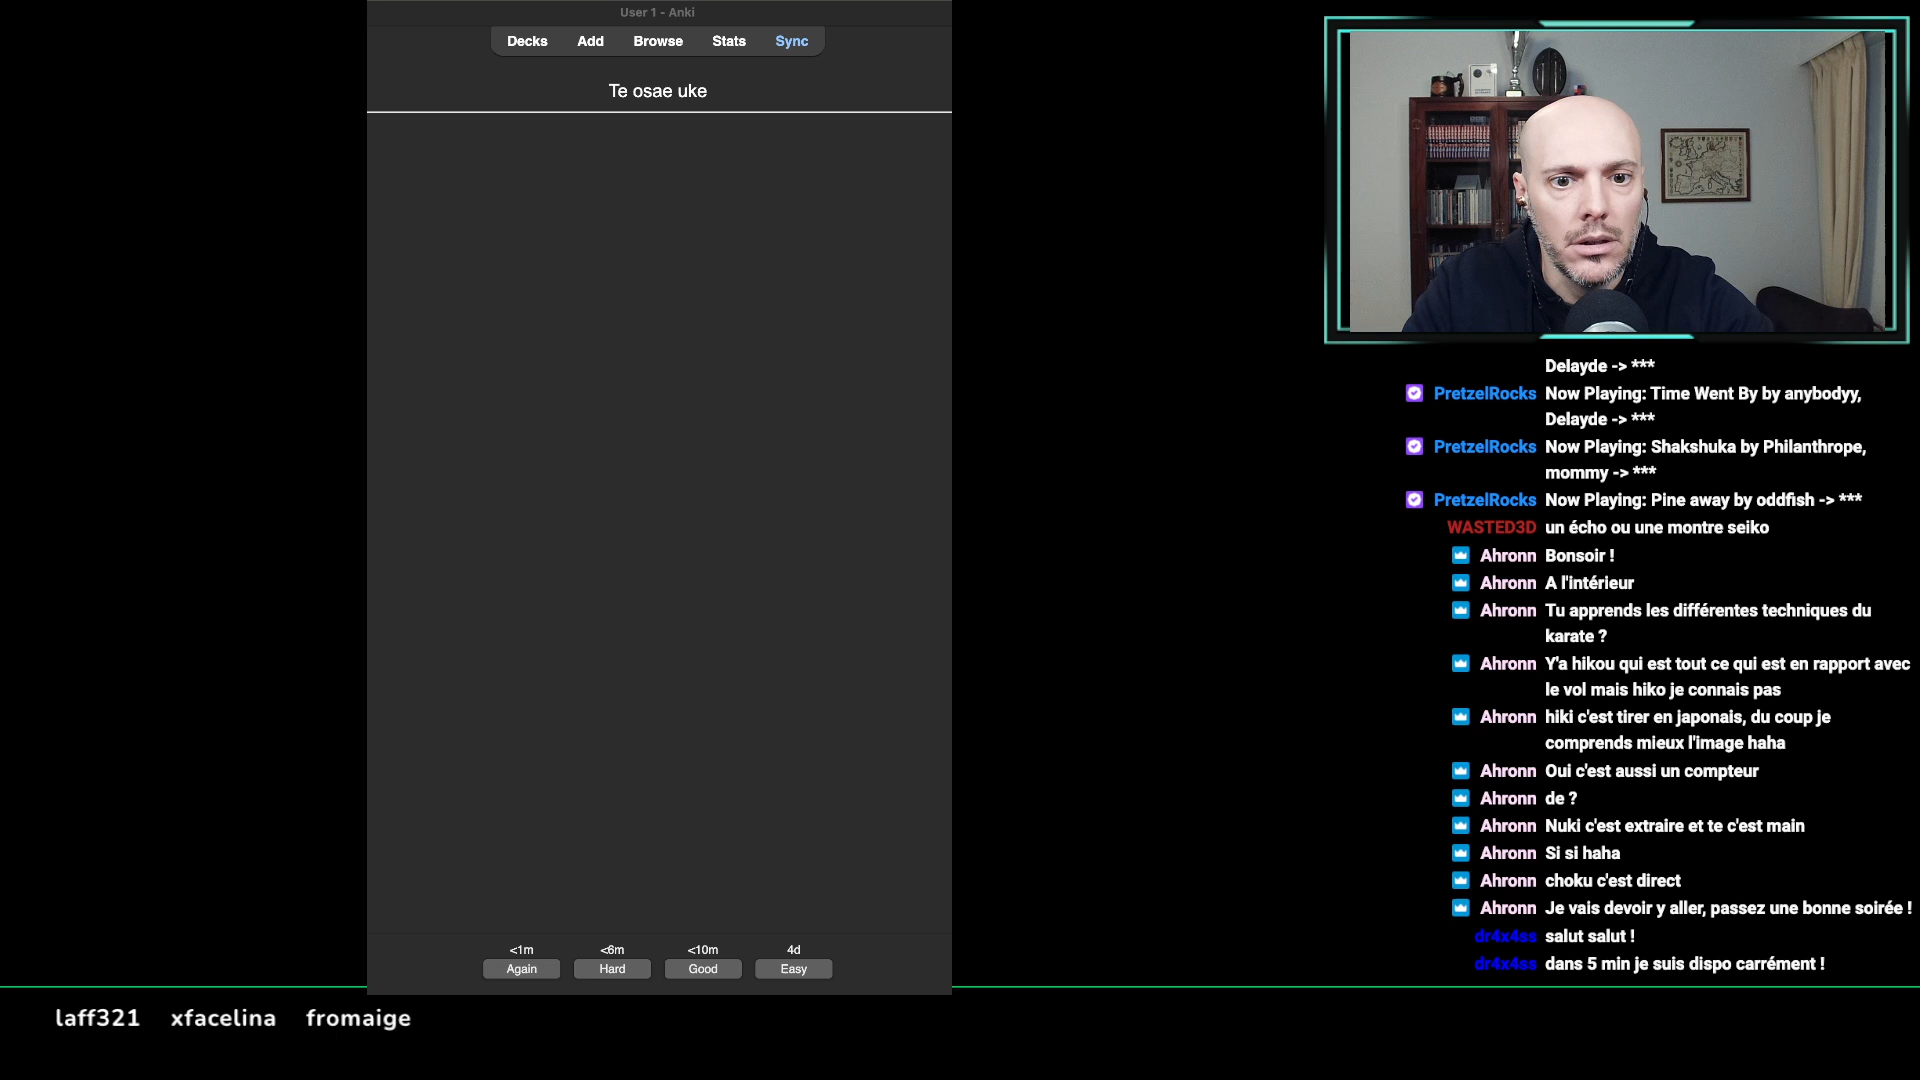 User 1 - Anki
Decks Add Browse Stats Sync
Te osae uke
<1m <6m <10m 4d
Again Hard Good Easy
Delayde -> ***
PretzelRocks Now Playing: Time Went By by anybodyy,
Delayde -> ***
PretzelRocks Now Playing: Shakshuka by Philanthrope,
mommy -> ***
PretzelRocks Now Playing: Pine away by oddfish -> ***
WASTED3D un écho ou une montre seiko
Ahronn Bonsoir !
Ahronn A l'intérieur
Ahronn Tu apprends les différentes techniques du
karate ?
Ahronn Y'a hikou qui est tout ce qui est en rapport avec
le vol mais hiko je connais pas
Ahronn hiki c'est tirer en japonais, du coup je
comprends mieux l'image haha
Ahronn Oui c'est aussi un compteur
Ahronn de ?
Ahronn Nuki c'est extraire et te c'est main
Ahronn Si si haha
Ahronn choku c'est direct
Ahronn Je vais devoir y aller, passez une bonne soirée !
dr4x4ss salut salut !
dr4x4ss dans 5 min je suis dispo carrément !
laff321 xfacelina fromaige